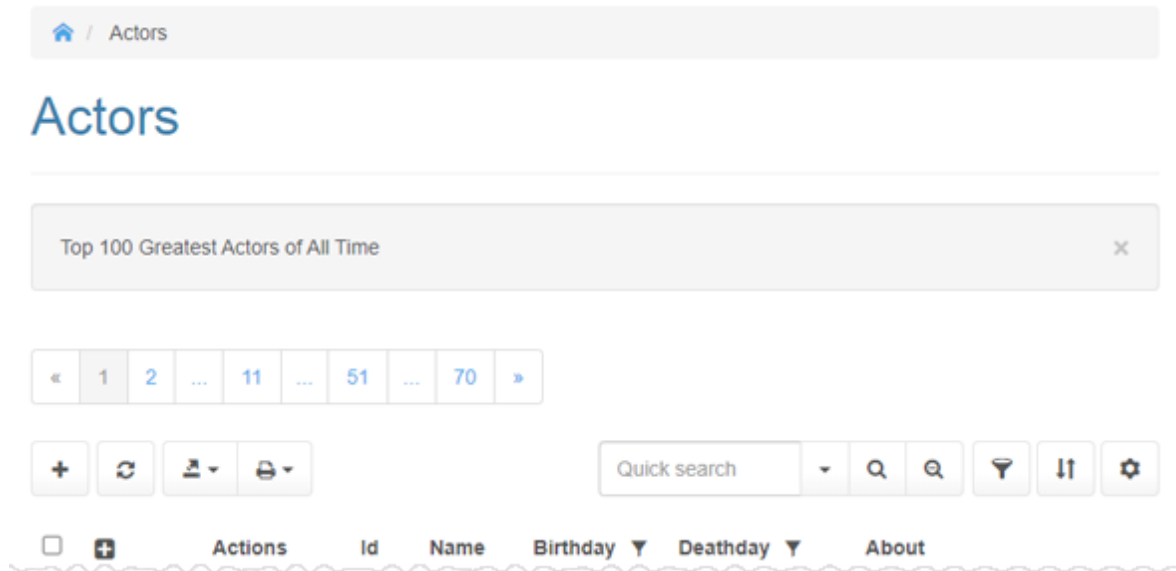 / Actors
Actors
Top 100 Greatest Actors of All Time ×
« 1 2 ... 11 ... 51 ... 70 »
Quick search
Actions Id Name Birthday Deathday About